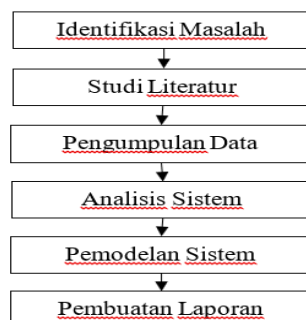 Identifikasi Masalah
Studi Literatur
Pengumpulan Data
Analisis Sistem
Pemodelan Sistem
Pembuatan Laporan